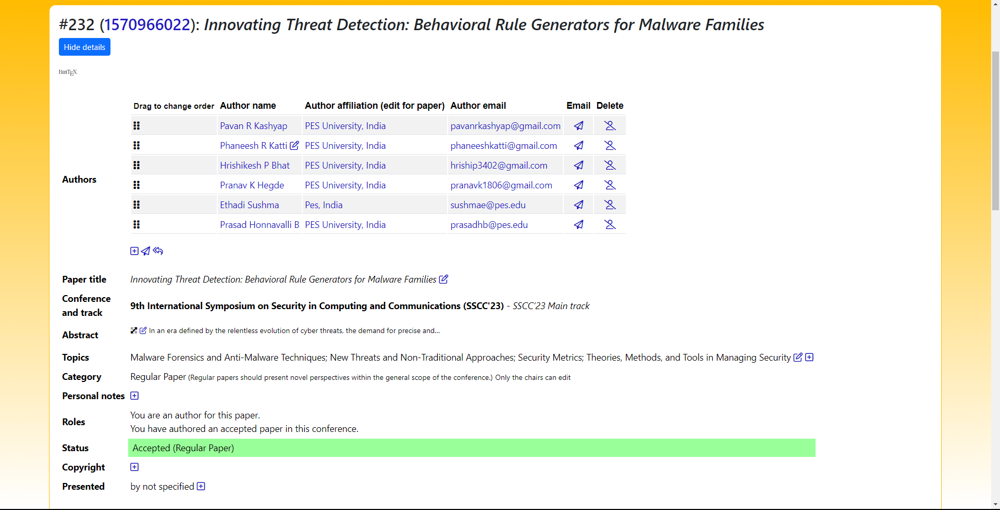 #232 (1570966022): Innovating Threat Detection: Behavioral Rule Generators for Malware Families
Hide details
BIBTEX
Drag to change order Author name Author affiliation (edit for paper) Author email Email Delete
Pavan R Kashyap PES University, India pavanrkashyap@gmail.com
Phaneesh R Katti PES University, India phaneeshkatti@gmail.com
Hrishikesh P Bhat PES University, India hriship3402@gmail.com
Authors
Pranav K Hegde PES University, India pranavk1806@gmail.com
Ethadi Sushma Pes, India sushmae@pes.edu
Prasad Honnavalli B PES University, India prasadhb@pes.edu
Paper title Innovating Threat Detection: Behavioral Rule Generators for Malware Families
Conference and track 9th International Symposium on Security in Computing and Communications (SSCC'23) - SSCC'23 Main track
Abstract In an era defined by the relentless evolution of cyber threats, the demand for precise and...
Topics Malware Forensics and Anti-Malware Techniques; New Threats and Non-Traditional Approaches; Security Metrics; Theories, Methods, and Tools in Managing Security
Category Regular Paper (Regular papers should present novel perspectives within the general scope of the conference.) Only the chairs can edit
Personal notes
Roles You are an author for this paper.
You have authored an accepted paper in this conference.
Status Accepted (Regular Paper)
Copyright
Presented by not specified